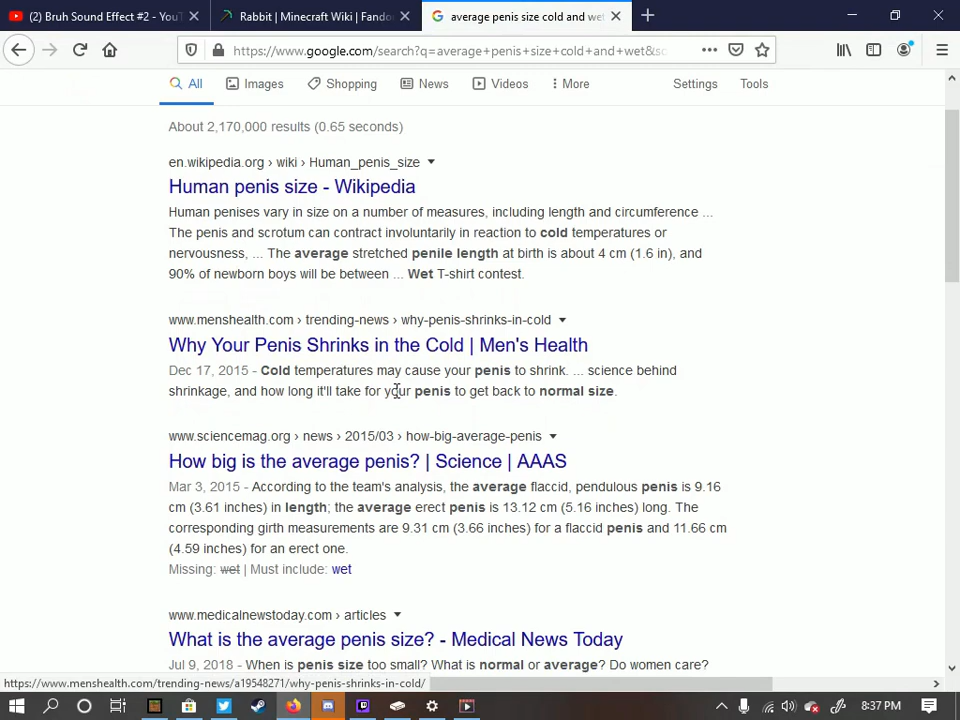 (2) Bruh Sound Effect #2 - YouT
Rabbit | Minecraft Wiki | Fando
average penis size cold and wet
https://www.google.com/search?q=average+penis+size+cold+and+wet&sc
All Images Shopping News Videos More Settings Tools
About 2,170,000 results (0.65 seconds)
en.wikipedia.org › wiki › Human_penis_size
Human penis size - Wikipedia
Human penises vary in size on a number of measures, including length and circumference ...
The penis and scrotum can contract involuntarily in reaction to cold temperatures or
nervousness, ... The average stretched penile length at birth is about 4 cm (1.6 in), and
90% of newborn boys will be between ... Wet T-shirt contest.
www.menshealth.com › trending-news › why-penis-shrinks-in-cold
Why Your Penis Shrinks in the Cold | Men's Health
Dec 17, 2015 - Cold temperatures may cause your penis to shrink. ... science behind
shrinkage, and how long it'll take for your penis to get back to normal size.
www.sciencemag.org › news › 2015/03 › how-big-average-penis
How big is the average penis? | Science | AAAS
Mar 3, 2015 - According to the team's analysis, the average flaccid, pendulous penis is 9.16
cm (3.61 inches) in length; the average erect penis is 13.12 cm (5.16 inches) long. The
corresponding girth measurements are 9.31 cm (3.66 inches) for a flaccid penis and 11.66 cm
(4.59 inches) for an erect one.
Missing: wet | Must include: wet
www.medicalnewstoday.com › articles
What is the average penis size? - Medical News Today
Jul 9, 2018 - When is penis size too small? What is normal or average? Do women care?
https://www.menshealth.com/trending-news/a19548271/why-penis-shrinks-in-cold/
8:37 PM